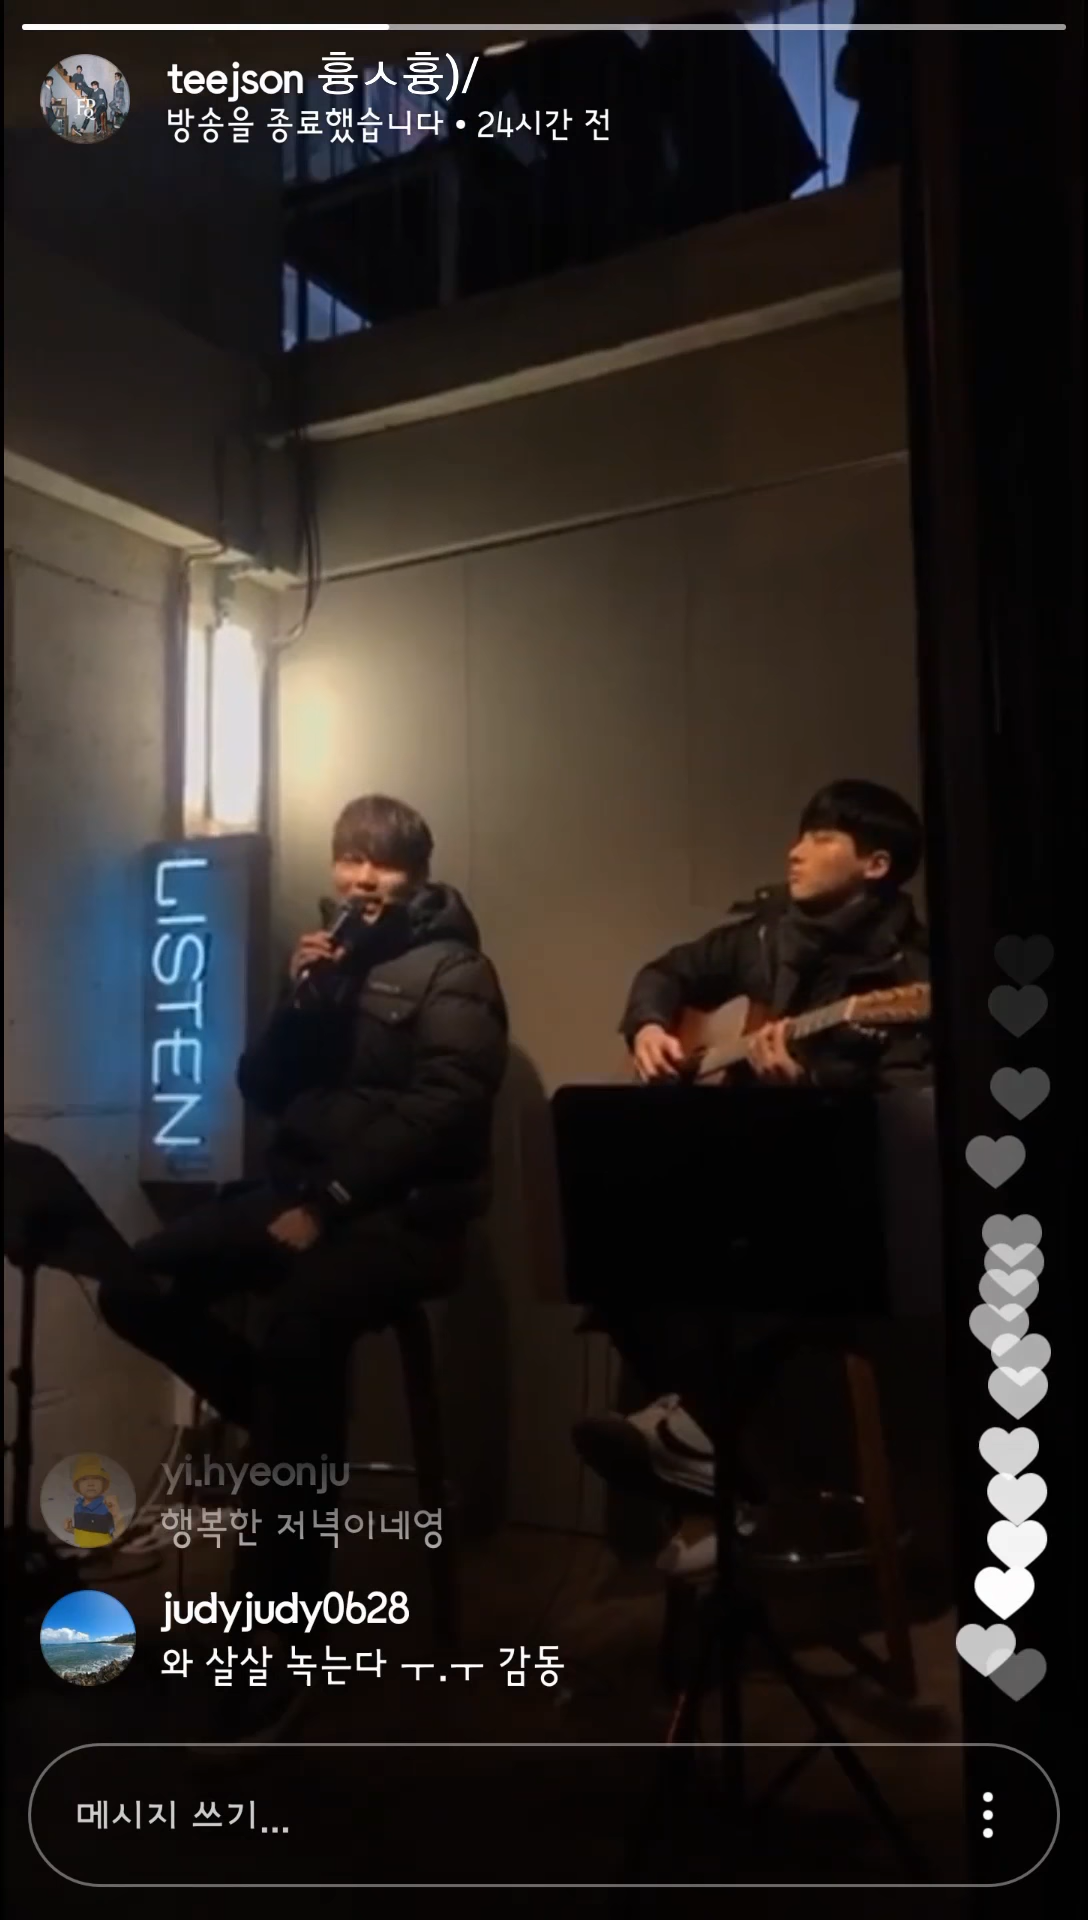 teejson 흥ㅅ흥)/
방송을 종료했습니다 • 24시간 전
LISTEN
yi.hyeonju
행복한 저녁이네영
judyjudy0628
와 살살 녹는다 ㅜ.ㅜ 감동
메시지 쓰기...